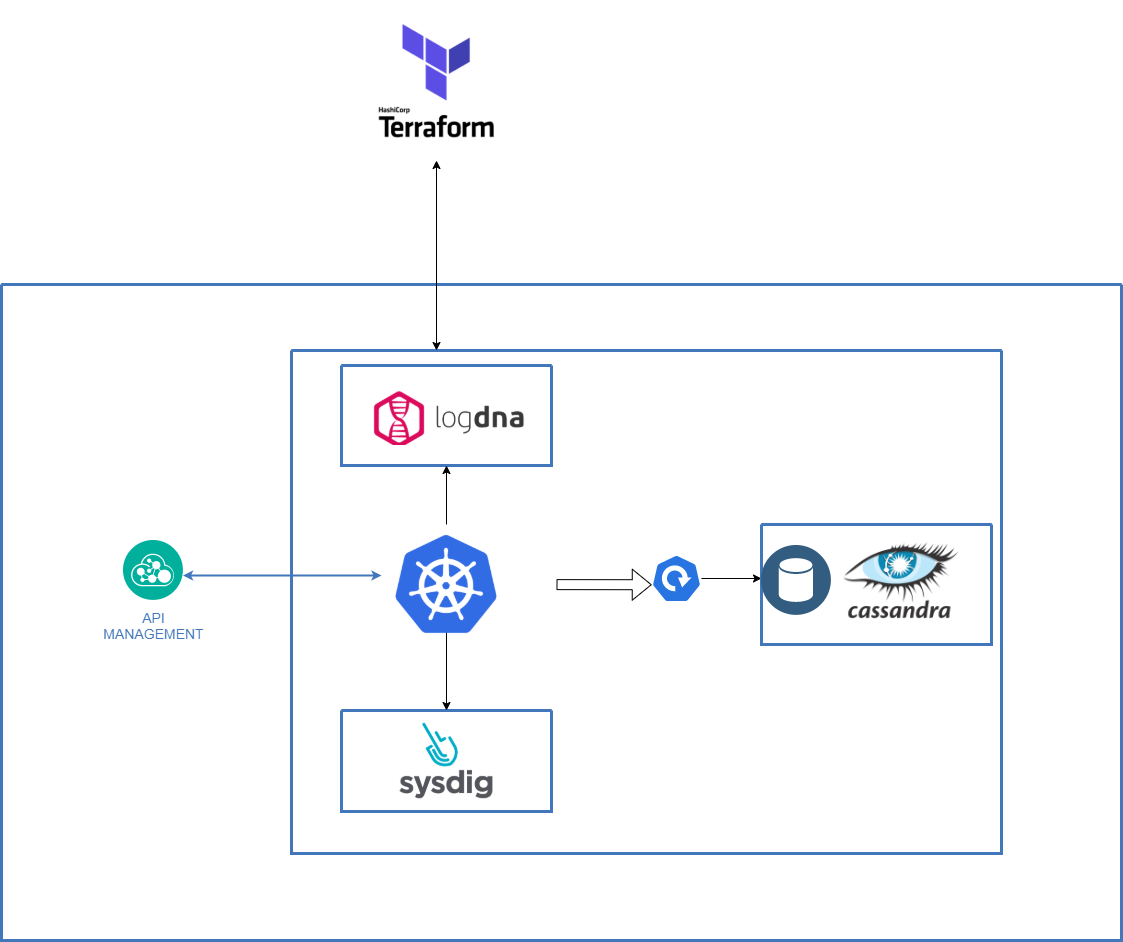 HashiCorp
Terraform
logdna
API
MANAGEMENT
cassandra
sysdig